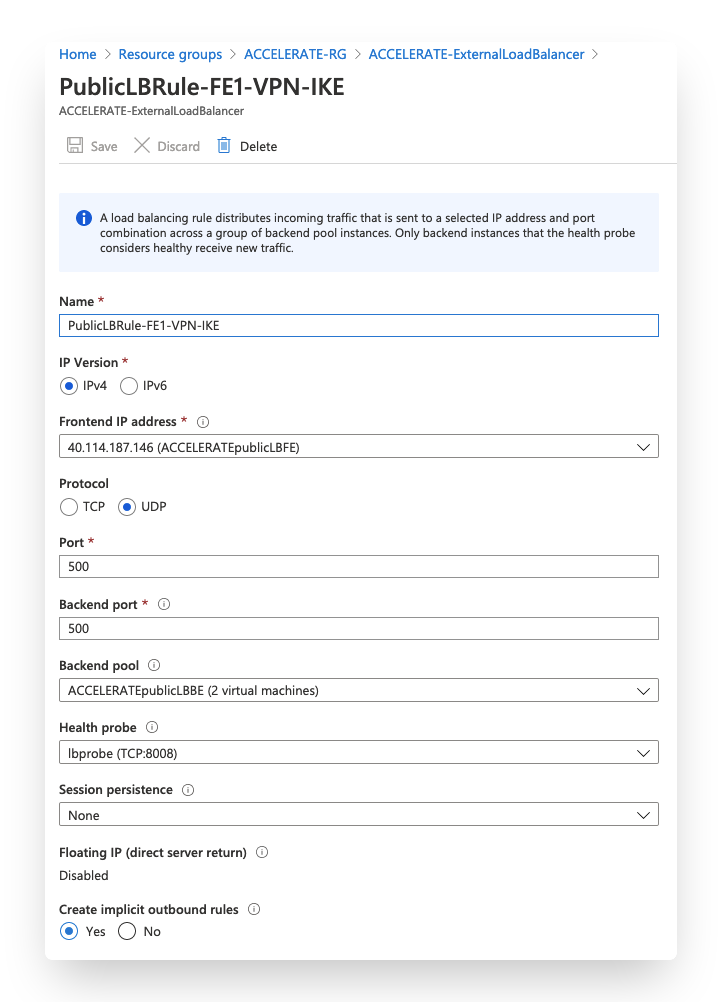 Home > Resource groups > ACCELERATE-RG > ACCELERATE-ExternalLoadBalancer >
PublicLBRule-FE1-VPN-IKE
ACCELERATE-ExternalLoadBalancer
Save Discard Delete
A load balancing rule distributes incoming traffic that is sent to a selected IP address and port
combination across a group of backend pool instances. Only backend instances that the health probe
considers healthy receive new traffic.
Name *
PublicLBRule-FE1-VPN-IKE
IP Version *
IPv4 IPv6
Frontend IP address *
40.114.187.146 (ACCELERATEpublicLBFE)
Protocol
TCP UDP
Port *
500
Backend port *
500
Backend pool
ACCELERATEpublicLBBE (2 virtual machines)
Health probe
lbprobe (TCP:8008)
Session persistence
None
Floating IP (direct server return)
Disabled
Create implicit outbound rules
Yes No